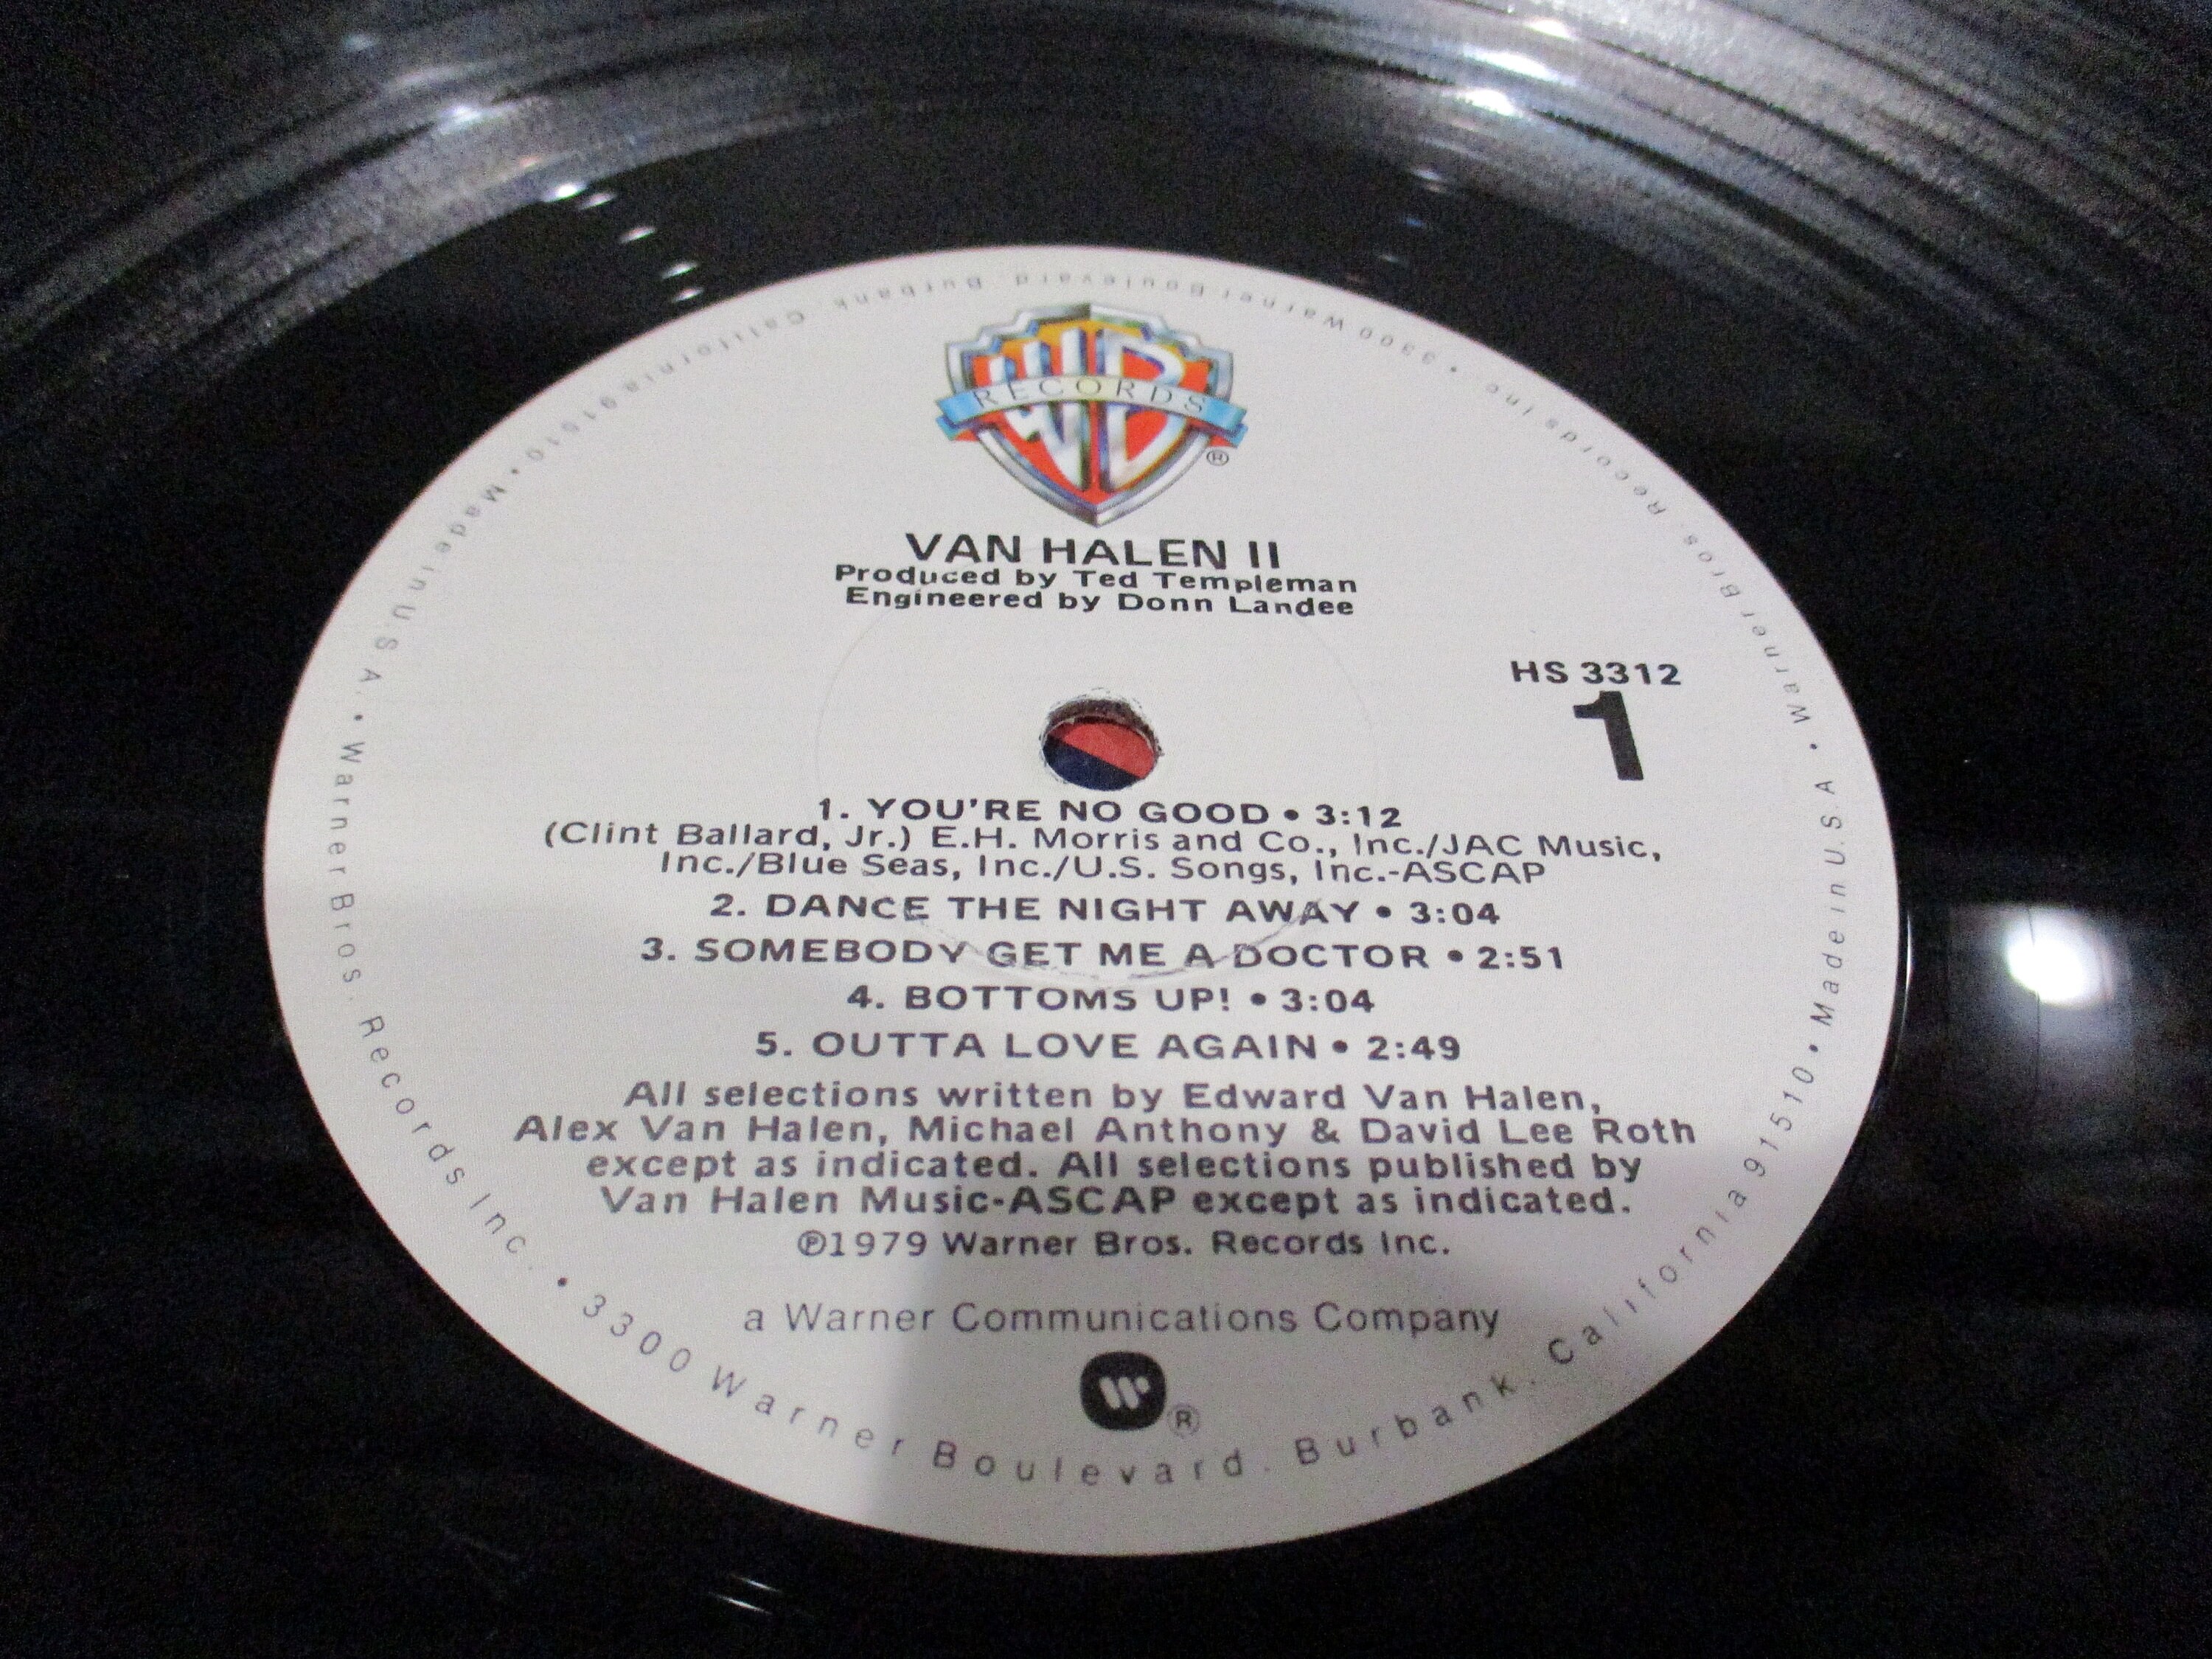 WB
RECORDS
®
VAN HALEN II
Produced by Ted Templeman
Engineered by Donn Landee
HS 3312
1
1. YOU'RE NO GOOD • 3:12
(Clint Ballard, Jr.) E.H. Morris and Co., Inc./JAC Music,
Inc./Blue Seas, Inc./U.S. Songs, Inc.-ASCAP
2. DANCE THE NIGHT AWAY • 3:04
3. SOMEBODY GET ME A DOCTOR • 2:51
4. BOTTOMS UP! • 3:04
5. OUTTA LOVE AGAIN • 2:49
All selections written by Edward Van Halen,
Alex Van Halen, Michael Anthony & David Lee Roth
except as indicated. All selections published by
Van Halen Music-ASCAP except as indicated.
℗1979 Warner Bros. Records Inc.
a Warner Communications Company
W ®
Warner Bros. Records Inc. • 3300 Warner Boulevard. Burbank. California 91510 • Made in U.S.A. • Warner Bros. Records Inc. • 3300 Warner Boulevard. Burbank. California 91510 • Made in U.S.A. •